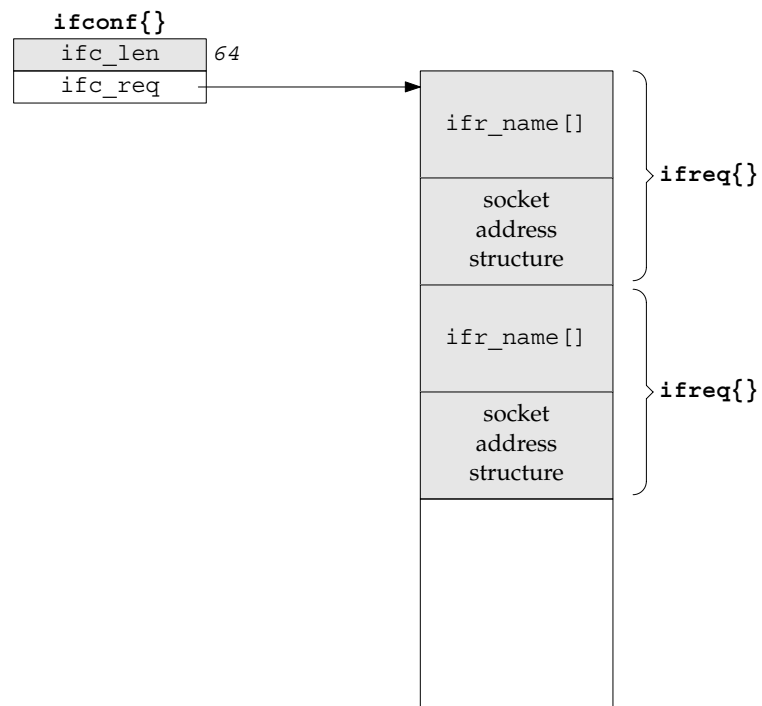 ifconf{}
ifc_len 64
ifc_req
ifr_name[]
ifreq{}
socket
address
structure
ifr_name[]
ifreq{}
socket
address
structure